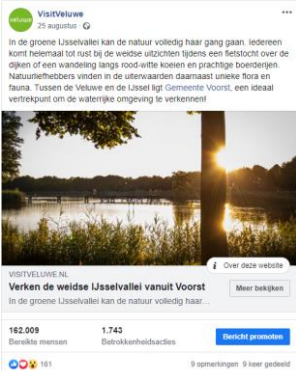 veluwe
VisitVeluwe
25 augustus ·
In de groene IJsselvallei kan de natuur volledig haar gang gaan. Iedereen
komt helemaal tot rust bij de weidse uitzichten tijdens een fietstocht over de
dijken of een wandeling langs rood-witte koeien en prachtige boerderijen.
Natuurliefhebbers vinden in de uiterwaarden daarnaast unieke flora en
fauna. Tussen de Veluwe en de IJssel ligt Gemeente Voorst, een ideaal
vertrekpunt om de waterrijke omgeving te verkennen!
i Over deze website
VISITVELUWE.NL
Verken de weidse IJsselvallei vanuit Voorst
In de groene IJsselvallei kan de natuur volledig haar...
Meer bekijken
162.009
Bereikte mensen
1.743
Betrokkenheidsacties
Bericht promoten
161
9 opmerkingen 9 keer gedeeld